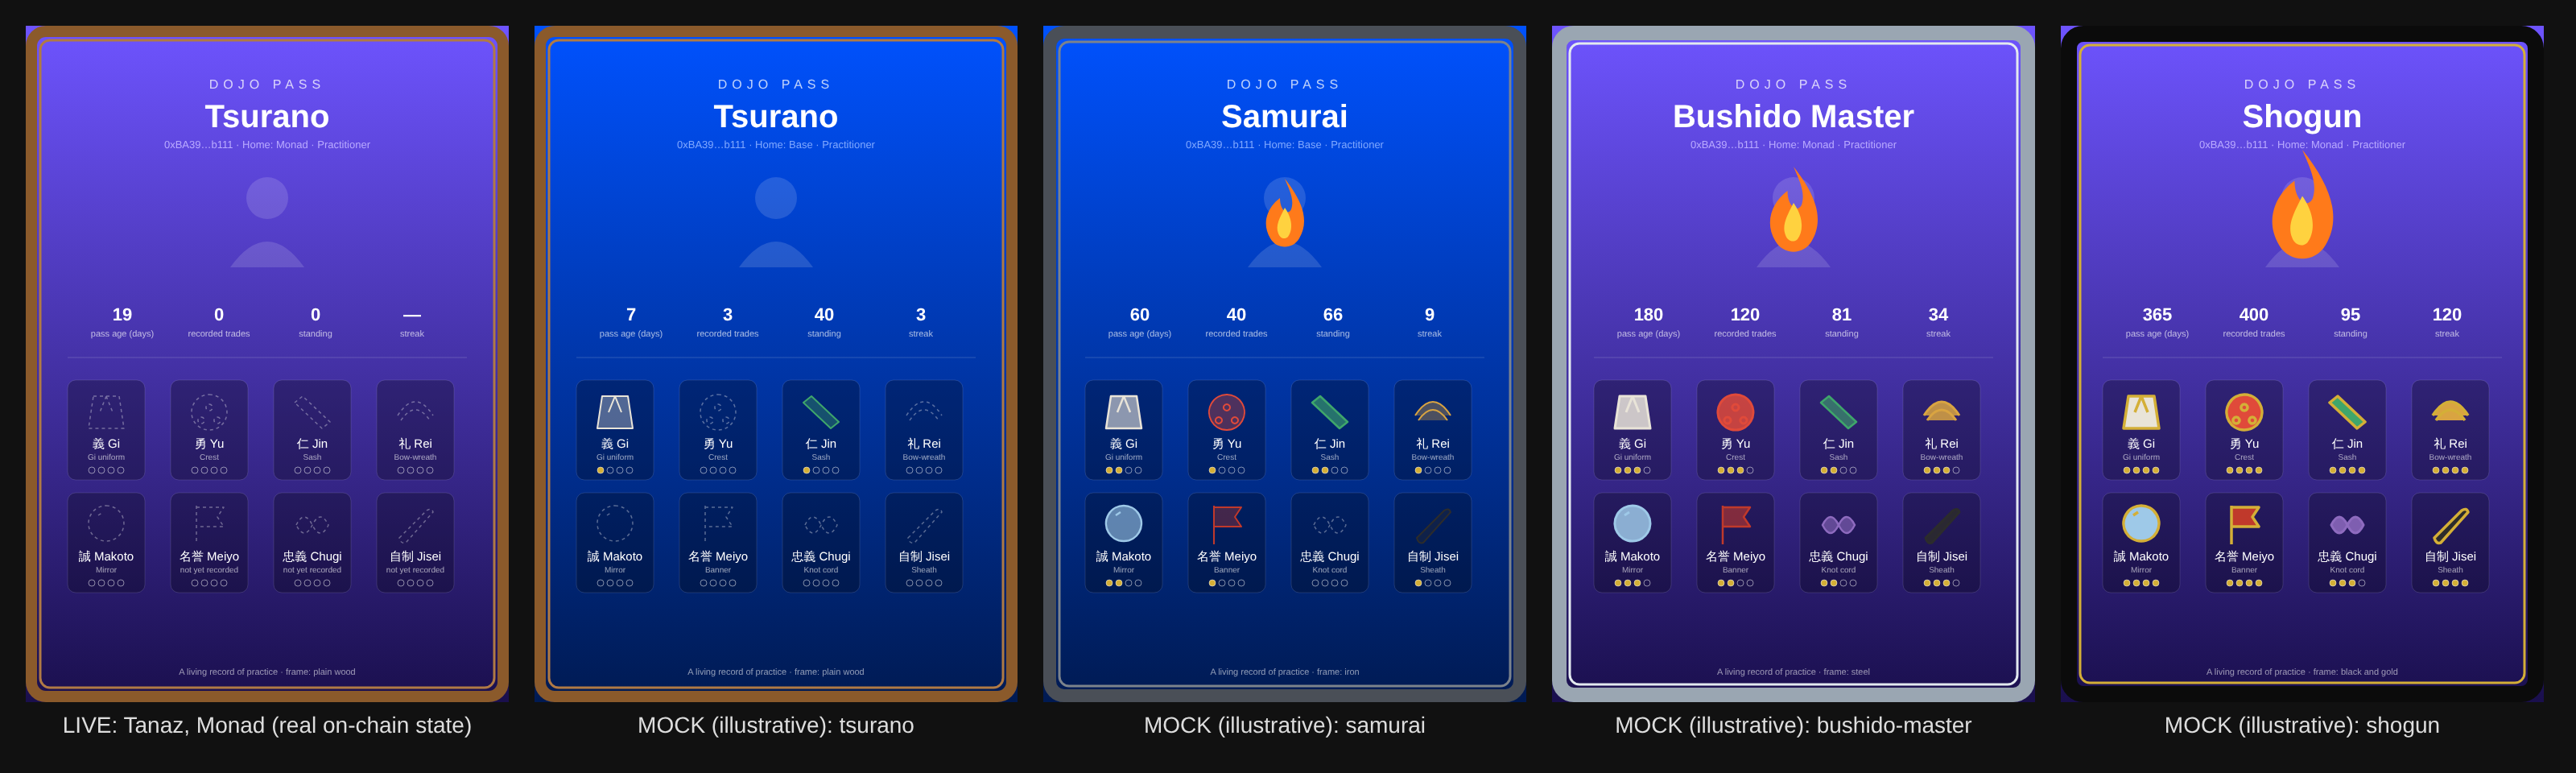 DOJO PASS
Tsurano
0xBA39…b111 · Home: Monad · Practitioner
19 0 0 —
pass age (days) recorded trades standing streak
義 Gi 勇 Yu 仁 Jin 礼 Rei
Gi uniform Crest Sash Bow-wreath
誠 Makoto 名誉 Meiyo 忠義 Chugi 自制 Jisei
Mirror not yet recorded not yet recorded not yet recorded
A living record of practice · frame: plain wood
LIVE: Tanaz, Monad (real on-chain state)
DOJO PASS
Tsurano
0xBA39…b111 · Home: Base · Practitioner
7 3 40 3
pass age (days) recorded trades standing streak
義 Gi 勇 Yu 仁 Jin 礼 Rei
Gi uniform Crest Sash Bow-wreath
誠 Makoto 名誉 Meiyo 忠義 Chugi 自制 Jisei
Mirror Banner Knot cord Sheath
A living record of practice · frame: plain wood
MOCK (illustrative): tsurano
DOJO PASS
Samurai
0xBA39…b111 · Home: Base · Practitioner
60 40 66 9
pass age (days) recorded trades standing streak
義 Gi 勇 Yu 仁 Jin 礼 Rei
Gi uniform Crest Sash Bow-wreath
誠 Makoto 名誉 Meiyo 忠義 Chugi 自制 Jisei
Mirror Banner Knot cord Sheath
A living record of practice · frame: iron
MOCK (illustrative): samurai
DOJO PASS
Bushido Master
0xBA39…b111 · Home: Monad · Practitioner
180 120 81 34
pass age (days) recorded trades standing streak
義 Gi 勇 Yu 仁 Jin 礼 Rei
Gi uniform Crest Sash Bow-wreath
誠 Makoto 名誉 Meiyo 忠義 Chugi 自制 Jisei
Mirror Banner Knot cord Sheath
A living record of practice · frame: steel
MOCK (illustrative): bushido-master
DOJO PASS
Shogun
0xBA39…b111 · Home: Monad · Practitioner
365 400 95 120
pass age (days) recorded trades standing streak
義 Gi 勇 Yu 仁 Jin 礼 Rei
Gi uniform Crest Sash Bow-wreath
誠 Makoto 名誉 Meiyo 忠義 Chugi 自制 Jisei
Mirror Banner Knot cord Sheath
A living record of practice · frame: black and gold
MOCK (illustrative): shogun